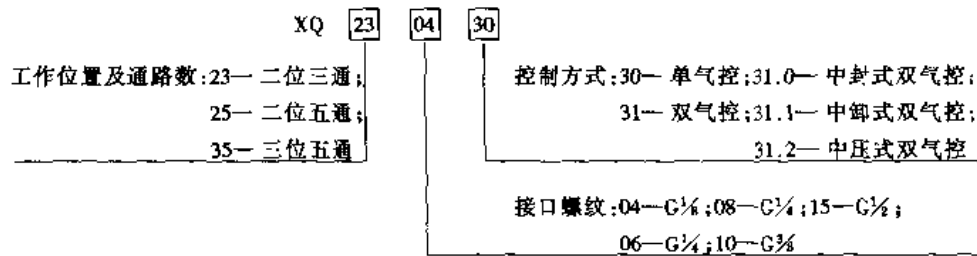 XQ 23 04 30
工作位置及通路数:23—二位三通;
25—二位五通;
35—三位五通
控制方式:30—单气控;31.0—中封式双气控;
31—双气控;31.1—中卸式双气控;
31.2—中压式双气控
接口螺纹:04—G⅛;08—G¼;15—G½;
06—G¼;10—G⅜